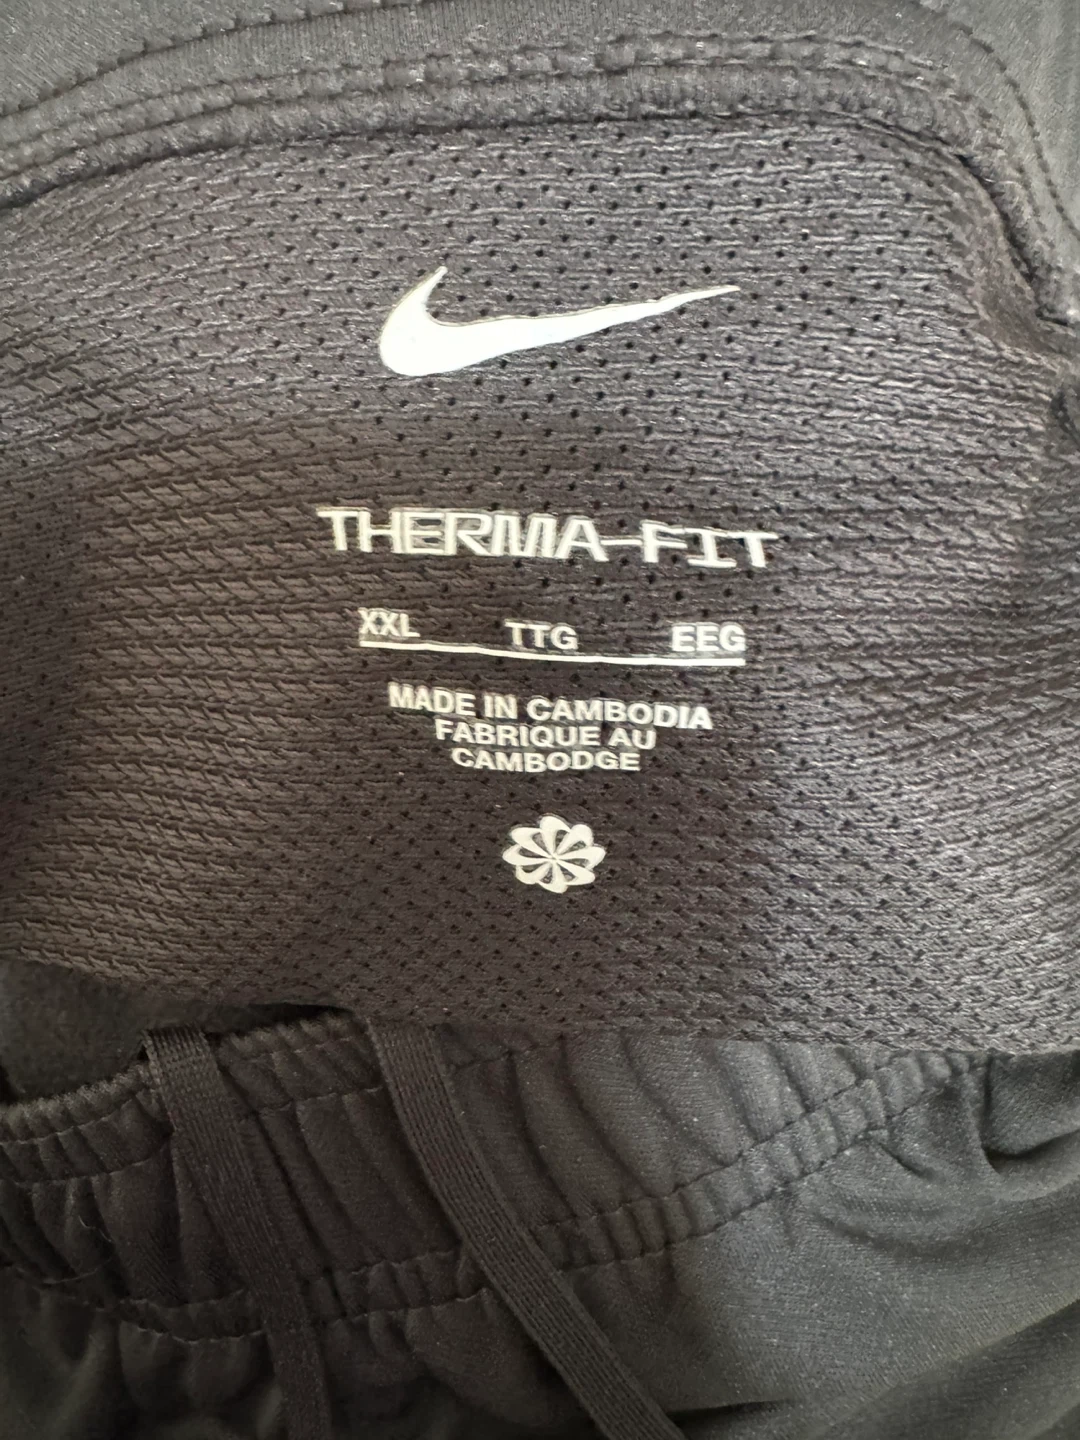 THERMA-FIT
XXL TTG EEG
MADE IN CAMBODIA
FABRIQUE AU
CAMBODGE